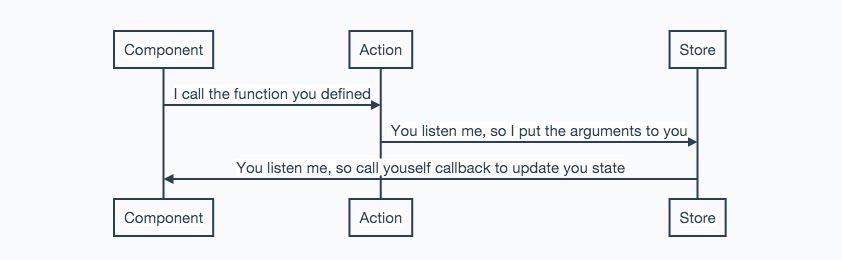 Component Action Store
I call the function you defined
You listen me, so I put the arguments to you
You listen me, so call youself callback to update you state
Component Action Store